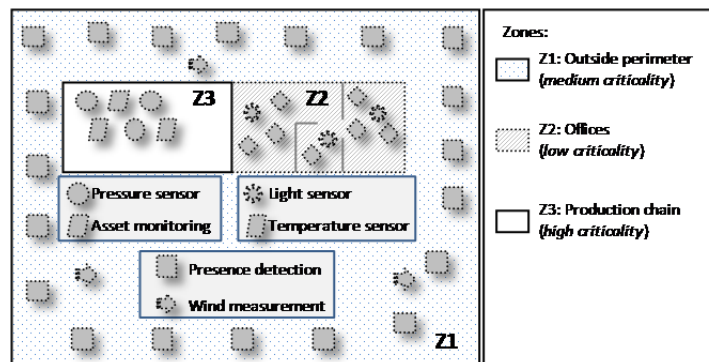 Zones:
Z3
Z2
Z1: Outside perimeter
(medium criticality)
Z2: Offices
(low criticality)
Pressure sensor
Asset monitoring
Light sensor
Temperature sensor
Z3: Production chain
(high criticality)
Presence detection
Wind measurement
Z1